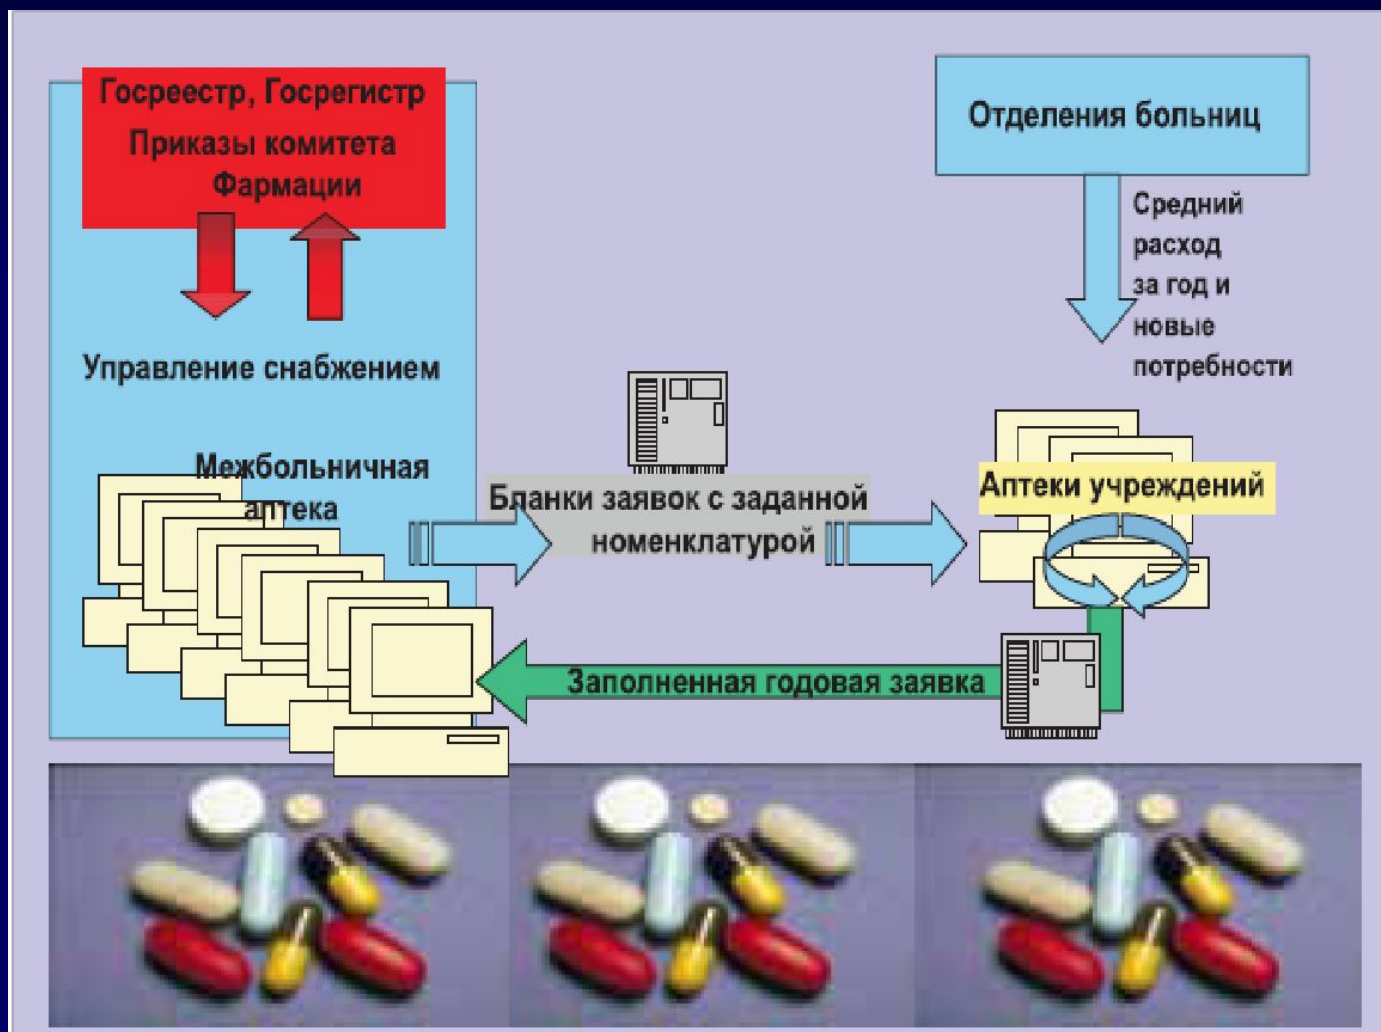 Госреестр, Госрегистр
Приказы комитета
Фармации
Управление снабжением
Межбольничная
аптека
Бланки заявок с заданной
номенклатурой
Отделения больниц
Средний
расход
за год и
новые
потребности
Аптеки учреждений
Заполненная годовая заявка